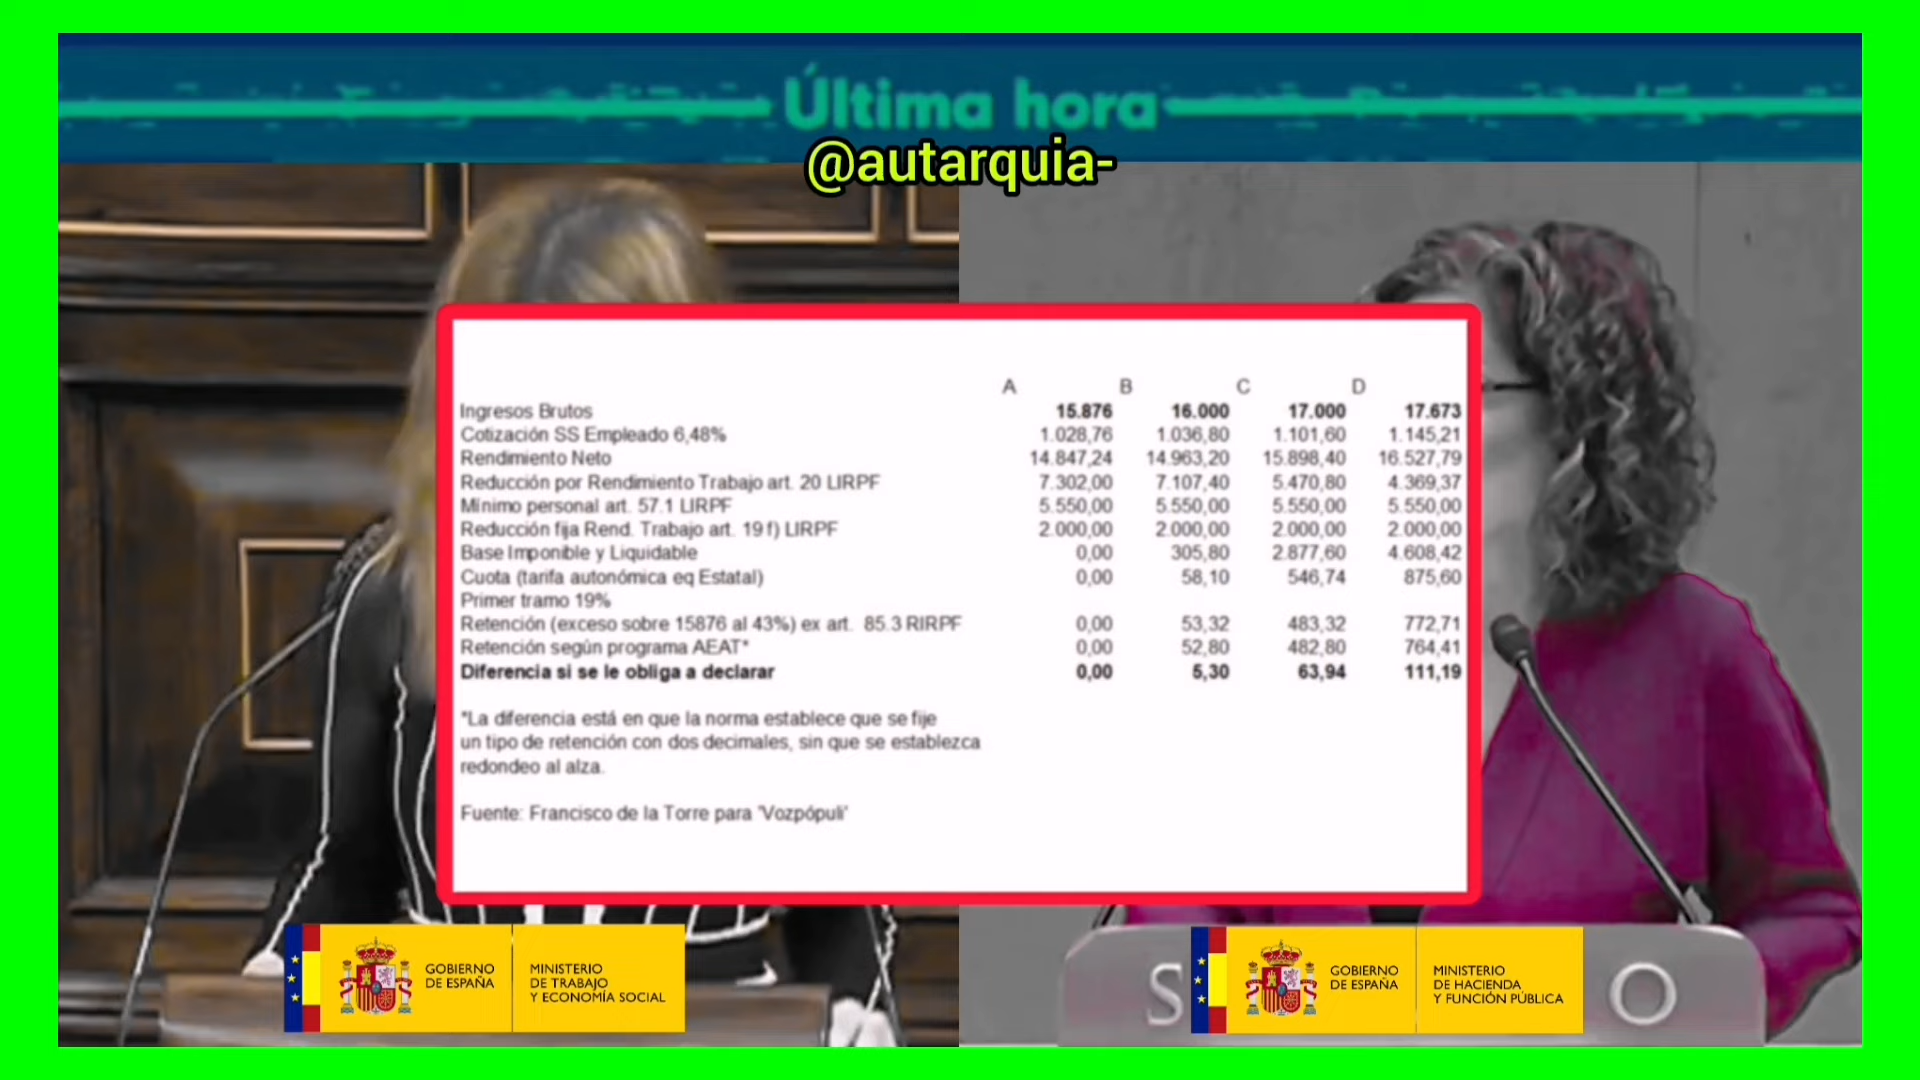 Última hora
@autarquia-
A B C D
Ingresos Brutos 15.876 16.000 17.000 17.673
Cotización SS Empleado 6,48% 1.028,76 1.036,80 1.101,60 1.145,21
Rendimiento Neto 14.847,24 14.963,20 15.898,40 16.527,79
Reducción por Rendimiento Trabajo art. 20 LIRPF 7.302,00 7.107,40 5.470,80 4.369,37
Mínimo personal art. 57.1 LIRPF 5.550,00 5.550,00 5.550,00 5.550,00
Reducción fija Rend. Trabajo art. 19 f) LIRPF 2.000,00 2.000,00 2.000,00 2.000,00
Base Imponible y Liquidable 0,00 305,80 2.877,60 4.608,42
Cuota (tarifa autonómica eq Estatal) 0,00 58,10 546,74 875,60
Primer tramo 19%
Retención (exceso sobre 15876 al 43%) ex art. 85.3 RIRPF 0,00 53,32 483,32 772,71
Retención según programa AEAT* 0,00 52,80 482,80 764,41
Diferencia si se le obliga a declarar 0,00 5,30 63,94 111,19
*La diferencia está en que la norma establece que se fije
un tipo de retención con dos decimales, sin que se establezca
redondeo al alza.
Fuente: Francisco de la Torre para 'Vozpópuli'
GOBIERNO
DE ESPAÑA
MINISTERIO
DE TRABAJO
Y ECONOMÍA SOCIAL
S
GOBIERNO
DE ESPAÑA
MINISTERIO
DE HACIENDA
Y FUNCIÓN PÚBLICA
O